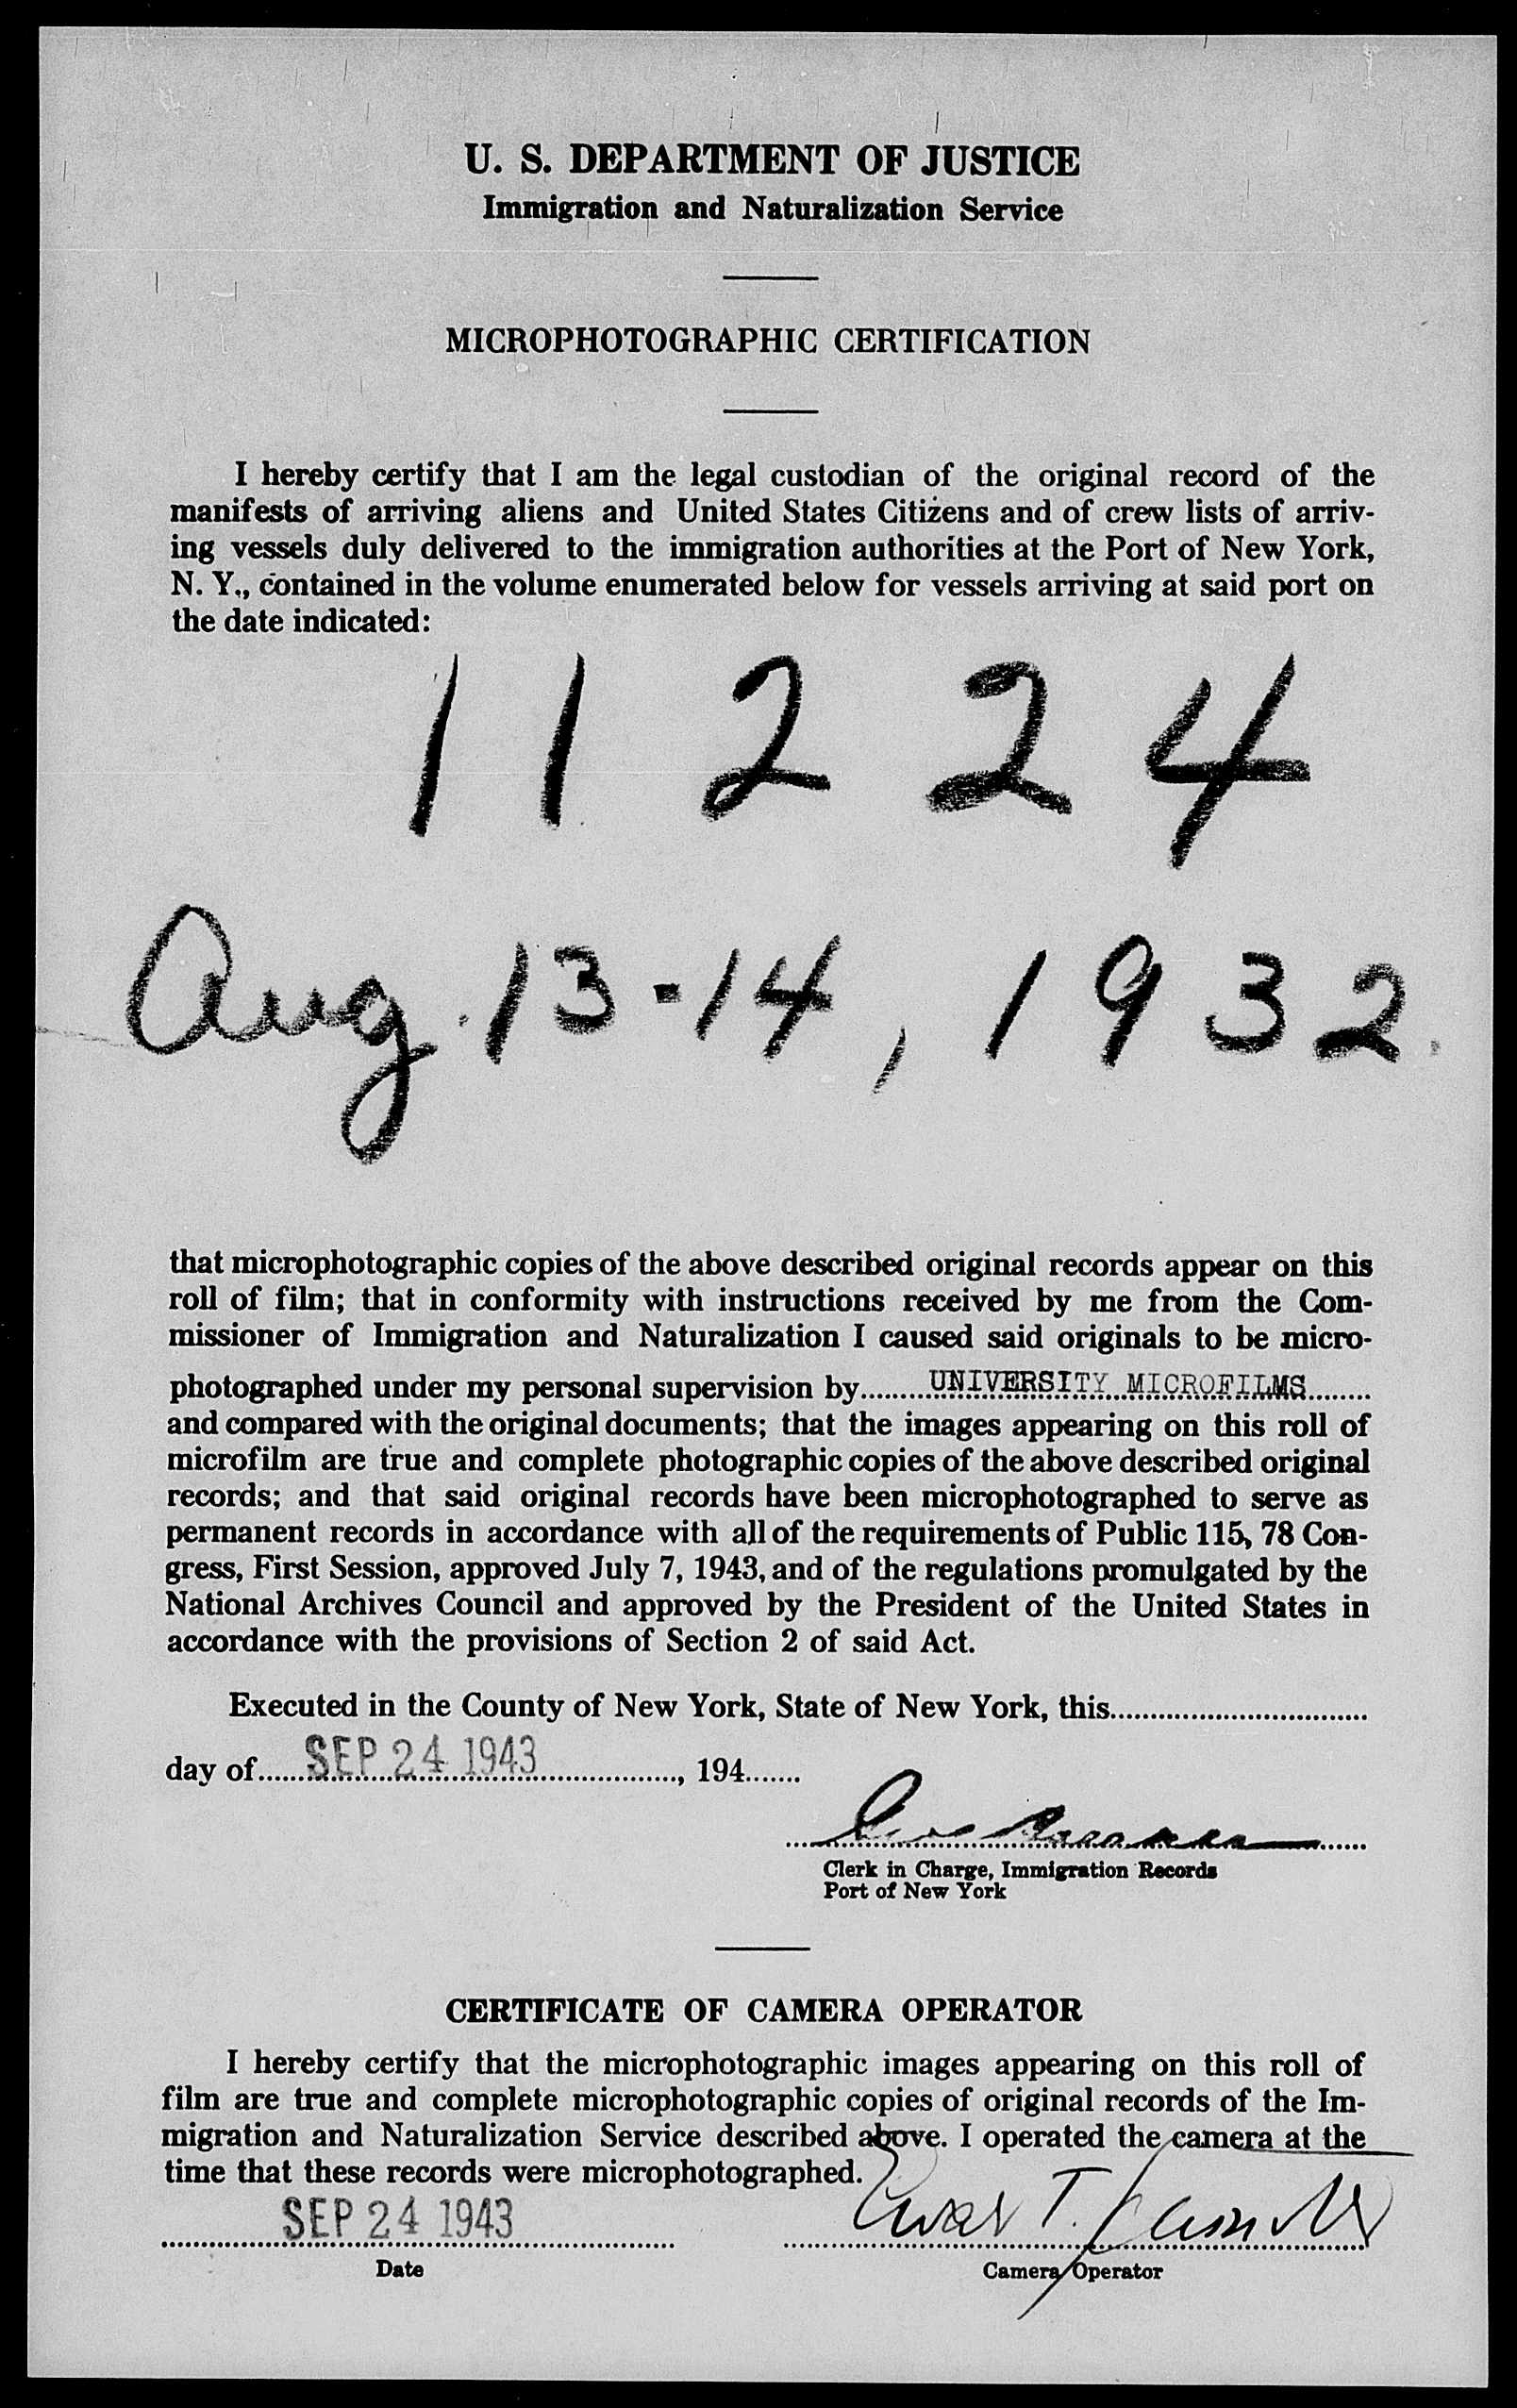 U. S. DEPARTMENT OF JUSTICE
Immigration and Naturalization Service
MICROPHOTOGRAPHIC CERTIFICATION
I hereby certify that I am the legal custodian of the original record of the
manifests of arriving aliens and United States Citizens and of crew lists of arriv-
ing vessels duly delivered to the immigration authorities at the Port of New York,
N. Y., contained in the volume enumerated below for vessels arriving at said port on
the date indicated:
11224
Aug. 13-14, 1932.
that microphotographic copies of the above described original records appear on this
roll of film; that in conformity with instructions received by me from the Com-
missioner of Immigration and Naturalization I caused said originals to be micro-
photographed under my personal supervision by........UNIVERSITY MICROFILMS........
and compared with the original documents; that the images appearing on this roll of
microfilm are true and complete photographic copies of the above described original
records; and that said original records have been microphotographed to serve as
permanent records in accordance with all of the requirements of Public 115, 78 Con-
gress, First Session, approved July 7, 1943, and of the regulations promulgated by the
National Archives Council and approved by the President of the United States in
accordance with the provisions of Section 2 of said Act.
Executed in the County of New York, State of New York, this................................
day of......SEP 24 1943..................., 194.......
Clerk in Charge, Immigration Records
Port of New York
CERTIFICATE OF CAMERA OPERATOR
I hereby certify that the microphotographic images appearing on this roll of
film are true and complete microphotographic copies of original records of the Im-
migration and Naturalization Service described above. I operated the camera at the
time that these records were microphotographed.
SEP 24 1943
T.
Date
Camera Operator